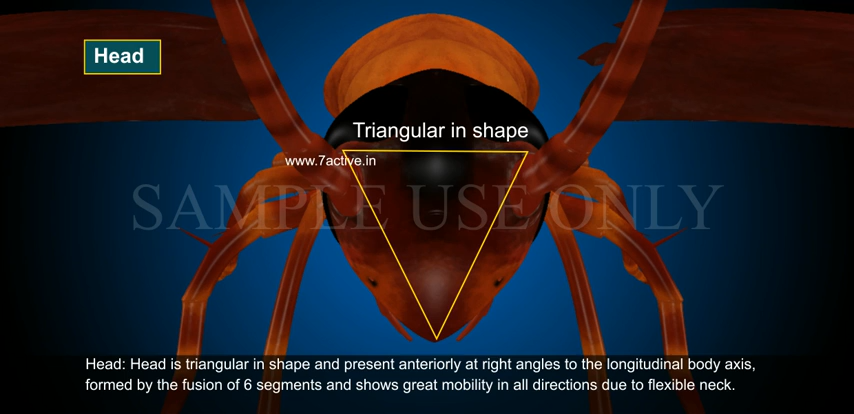 Head
Triangular in shape
www.7active.in
SAMPLE USE ONLY
Head: Head is triangular in shape and present anteriorly at right angles to the longitudinal body axis,
formed by the fusion of 6 segments and shows great mobility in all directions due to flexible neck.